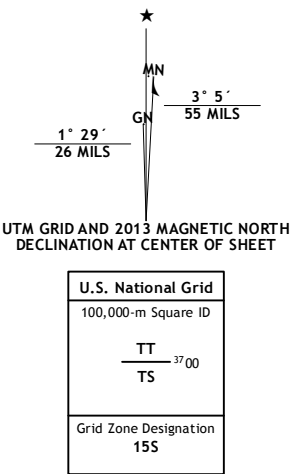 MN
3° 5´
55 MILS
GN
1° 29´
26 MILS
UTM GRID AND 2013 MAGNETIC NORTH
DECLINATION AT CENTER OF SHEET
U.S. National Grid
100,000-m Square ID
TT
3700
TS
Grid Zone Designation
15S